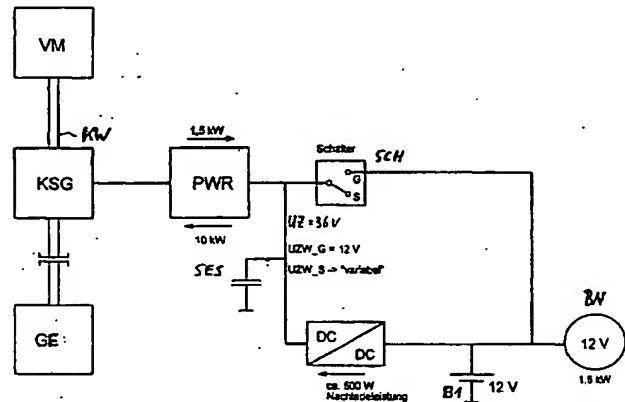 VM
KW
KSG
GE
1,5 kW
PWR
10 kW
Schalter
G
S
SCH
UZ = 36 V
UZW_G = 12 V
UZW_S -> "variabel"
SES
DC
DC
ca. 500 W
Nachladeleistung
B1
12 V
BN
12 V
1,5 kW